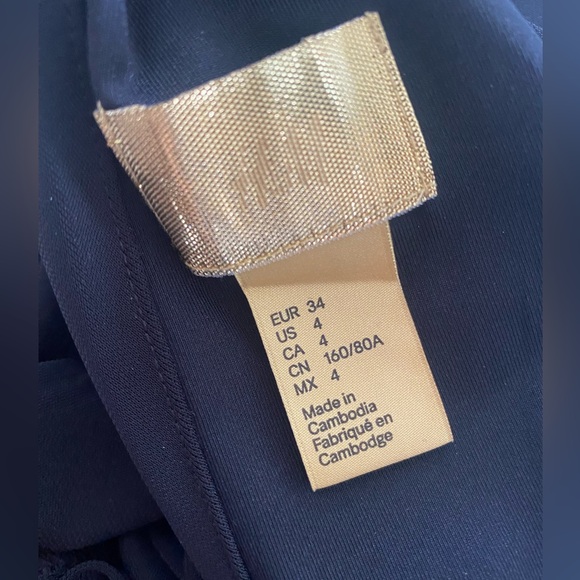 EUR 34
US 4
CA 4
CN 160/80A
MX 4
Made in
Cambodia
Fabriqué en
Cambodge